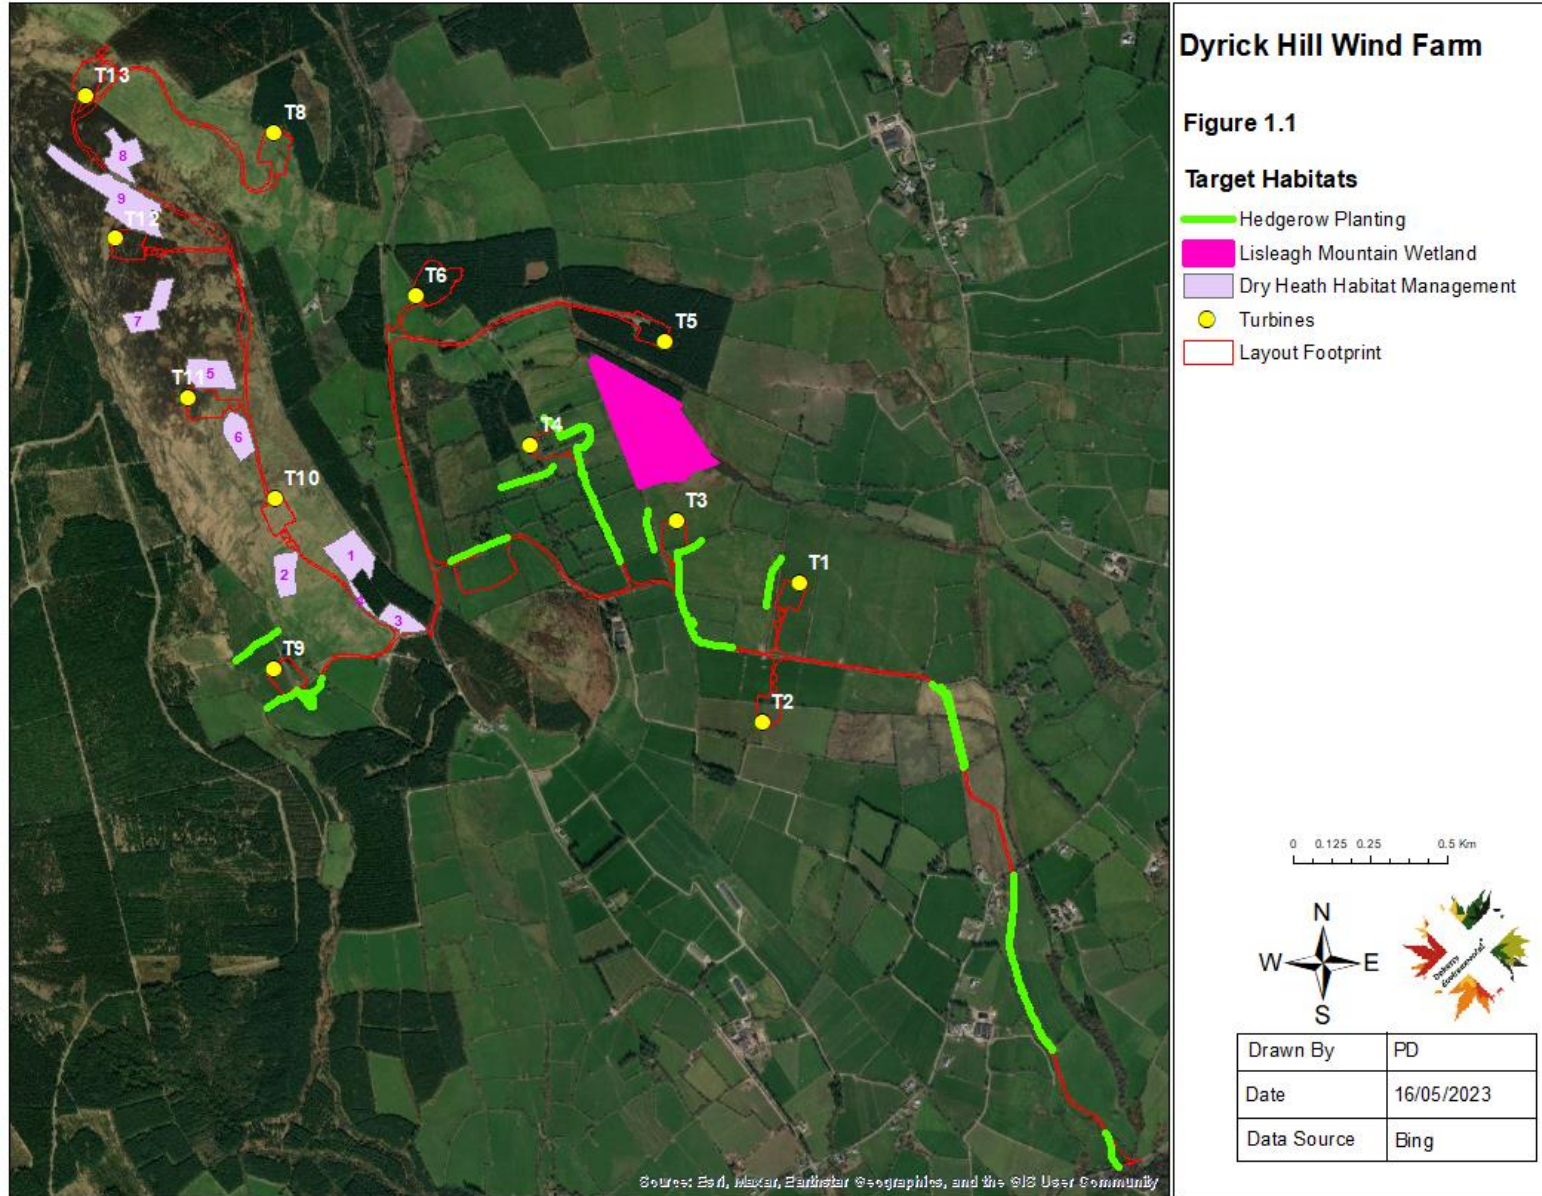 Dyrick Hill Wind Farm
Figure 1.1
Target Habitats
Hedgerow Planting
Lisleagh Mountain Wetland
Dry Heath Habitat Management
Turbines
Layout Footprint
T13
T8
8
9
T12
T6
7
T5
T11
5
6
T4
T10
T3
1
2
T1
3
T9
T2
0 0.125 0.25 0.5 Km
N
W E
S
Doherty
Environmental
Drawn By PD
Date 16/05/2023
Data Source Bing
Source: Esri, Maxar, Earthstar Geographics, and the GIS User Community